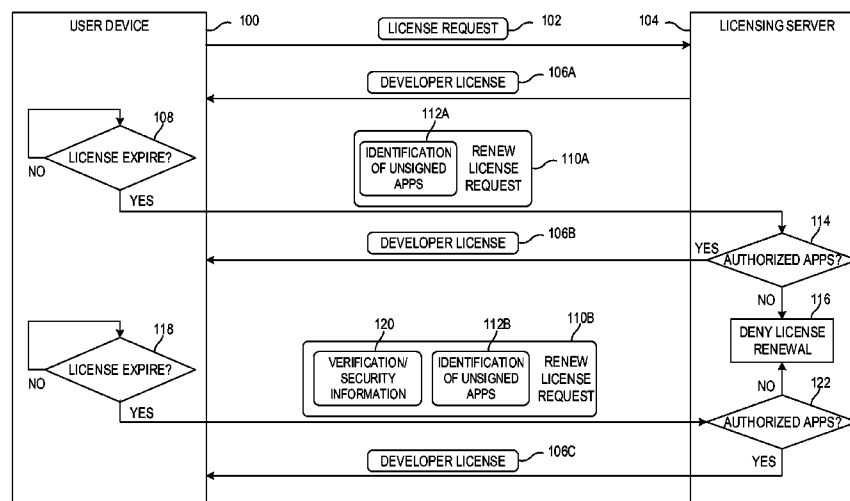 USER DEVICE
100
LICENSE REQUEST
102
104
LICENSING SERVER
DEVELOPER LICENSE
106A
108
LICENSE EXPIRE?
NO
YES
112A
IDENTIFICATION
OF UNSIGNED
APPS
RENEW
LICENSE
REQUEST
110A
DEVELOPER LICENSE
106B
YES
114
AUTHORIZED APPS?
NO
116
DENY LICENSE
RENEWAL
118
LICENSE EXPIRE?
NO
YES
120
VERIFICATION/
SECURITY
INFORMATION
112B
IDENTIFICATION
OF UNSIGNED
APPS
110B
RENEW
LICENSE
REQUEST
NO
122
AUTHORIZED APPS?
YES
DEVELOPER LICENSE
106C